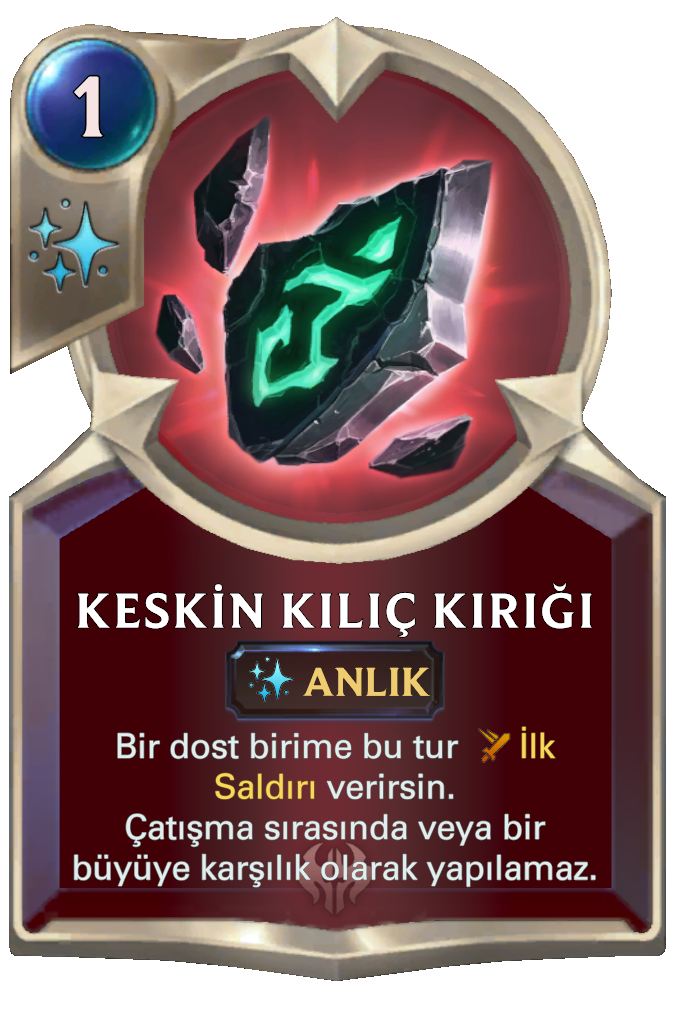 1
KESKİN KILIÇ KIRIĞI
ANLIK
Bir dost birime bu tur İlk
Saldırı verirsin.
Çatışma sırasında veya bir
büyüye karşılık olarak yapılamaz.